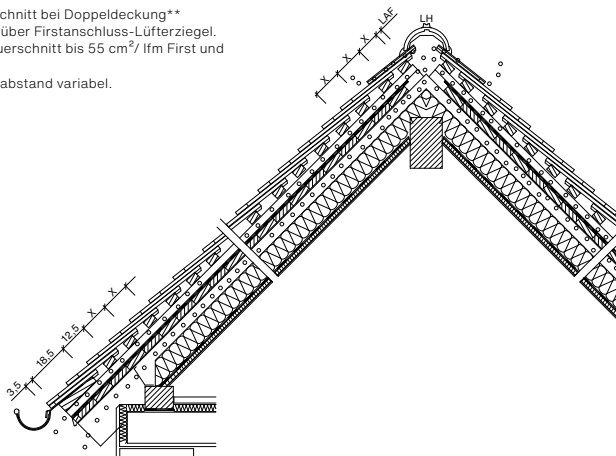 chnitt bei Doppeldeckung**
über Firstanschluss-Lüfterziegel.
uerschnitt bis 55 cm²/ lfm First und
abstand variabel.
LAF
LH
X
X
X
X
X
12,5
18,5
3,5